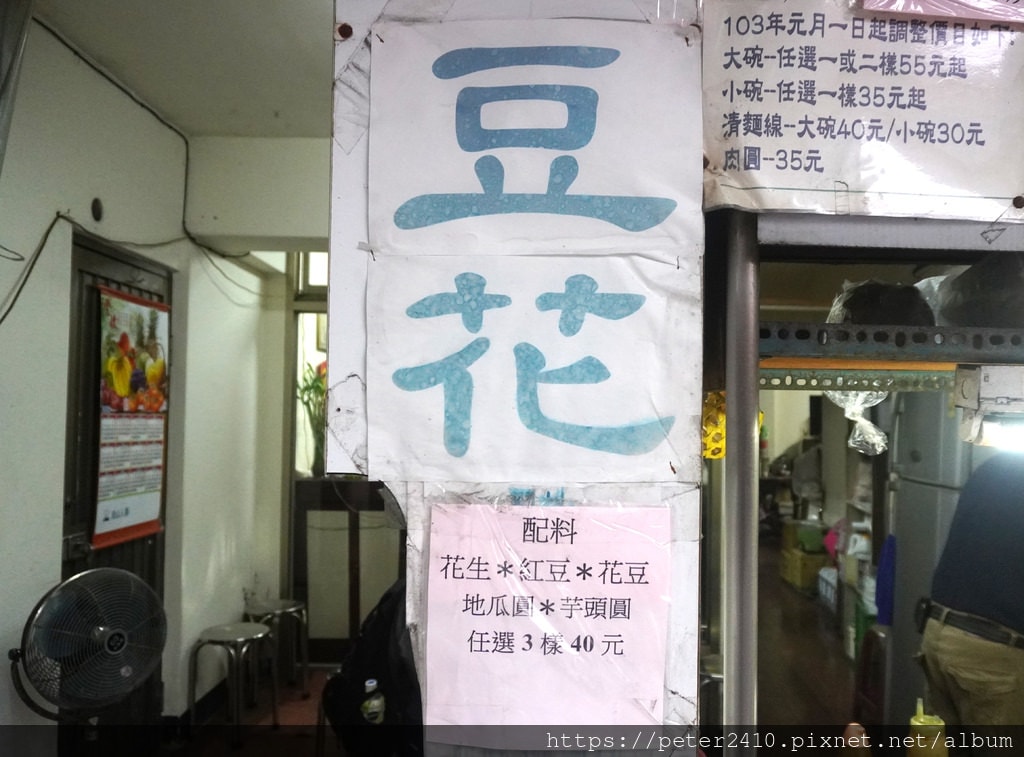 豆
花
103年元月一日起調整價目如下:
大碗--任選一或二樣55元起
小碗--任選一樣35元起
清麵線--大碗40元/小碗30元
肉圓--35元
配料
花生＊紅豆＊花豆
地瓜圓＊芋頭圓
任選 3 樣 40 元
https://peter2410.pixnet.net/album